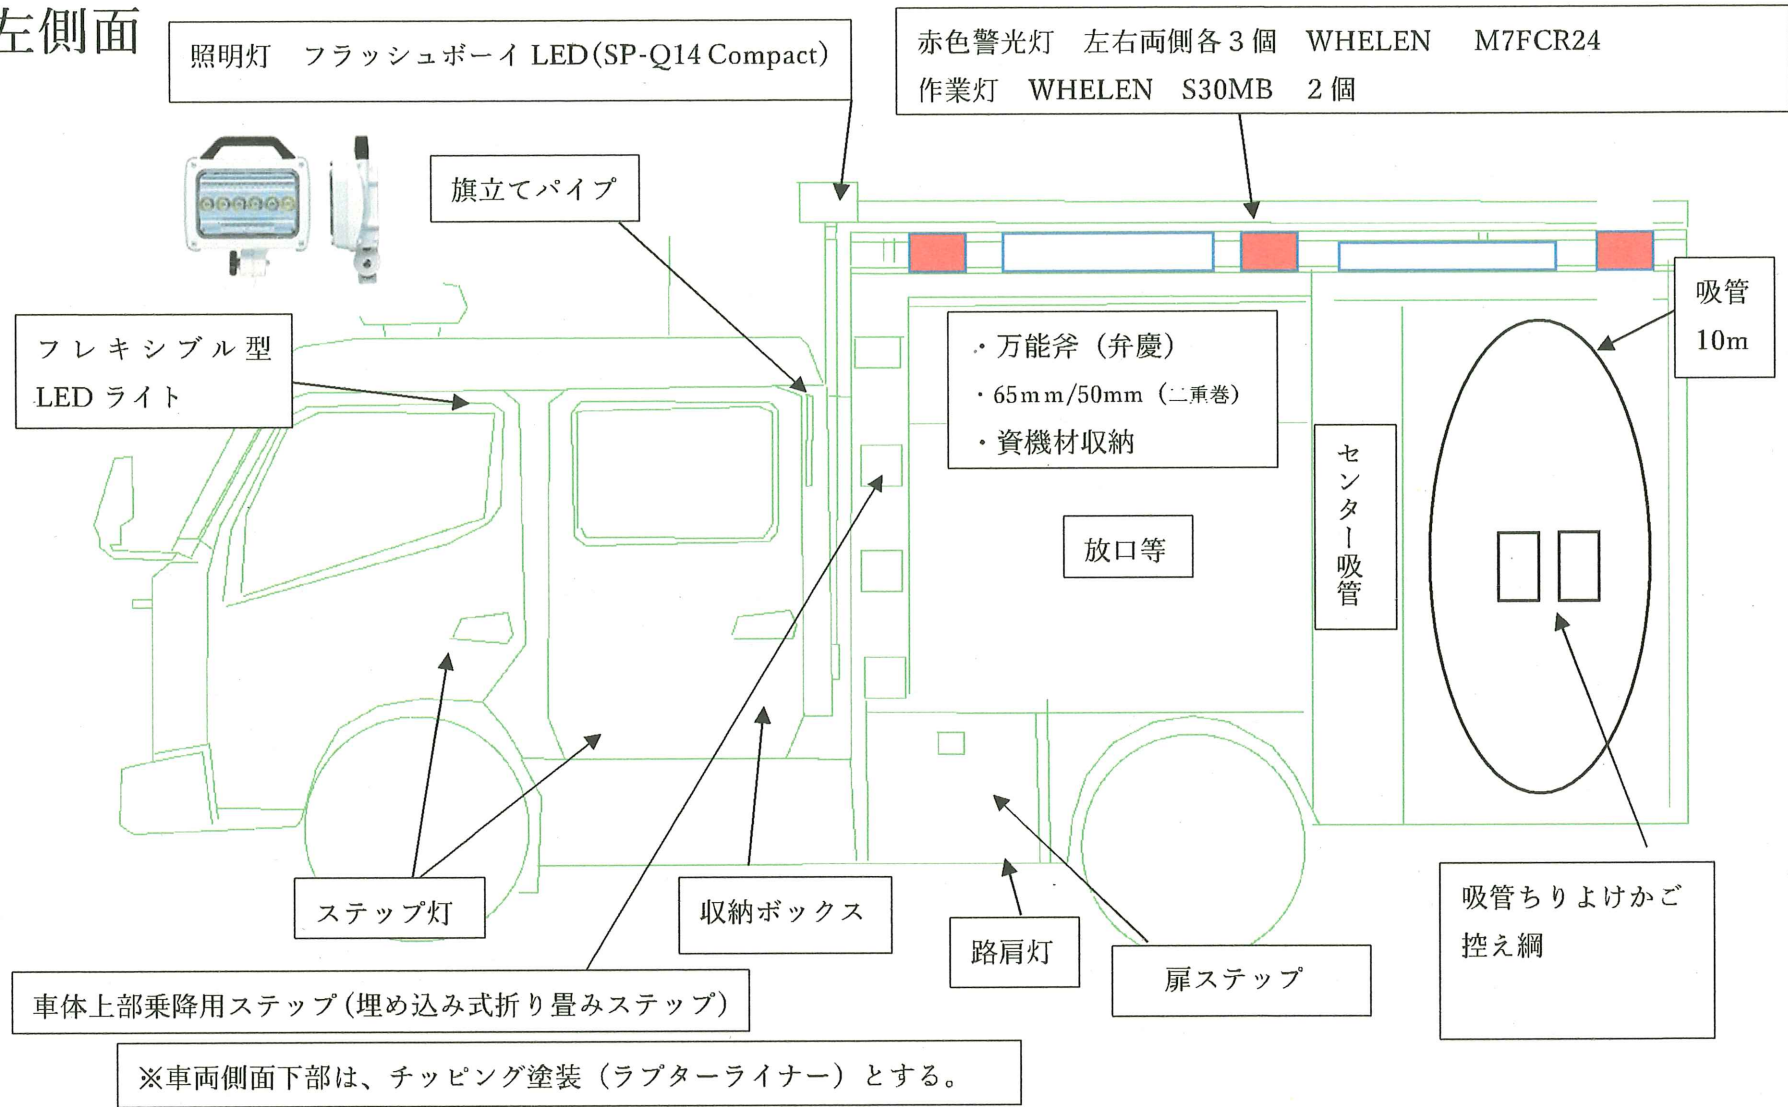 左側面
照明灯　フラッシュボーイ LED(SP-Q14 Compact)
赤色警光灯　左右両側各３個　WHELEN　M7FCR24
作業灯　WHELEN　S30MB　２個
旗立てパイプ
フレキシブル型
LED ライト
・万能斧（弁慶）
・65mm/50mm（二重巻）
・資機材収納
吸管
10m
センター吸管
放口等
ステップ灯
収納ボックス
路肩灯
扉ステップ
吸管ちりよけかご
控え綱
車体上部乗降用ステップ(埋め込み式折り畳みステップ)
※車両側面下部は、チッピング塗装（ラプターライナー）とする。